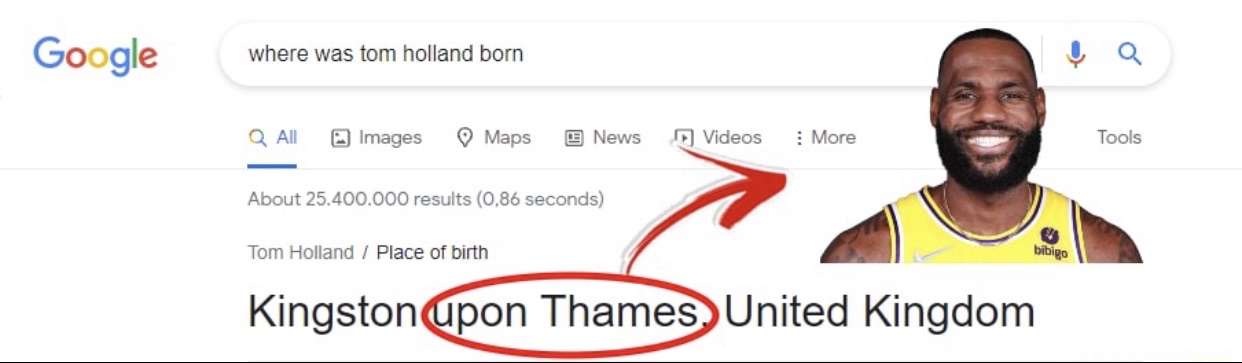 Google
where was tom holland born
All Images Maps News Videos More Tools
About 25.400.000 results (0,86 seconds)
Tom Holland / Place of birth
bibigo
Kingston upon Thames, United Kingdom